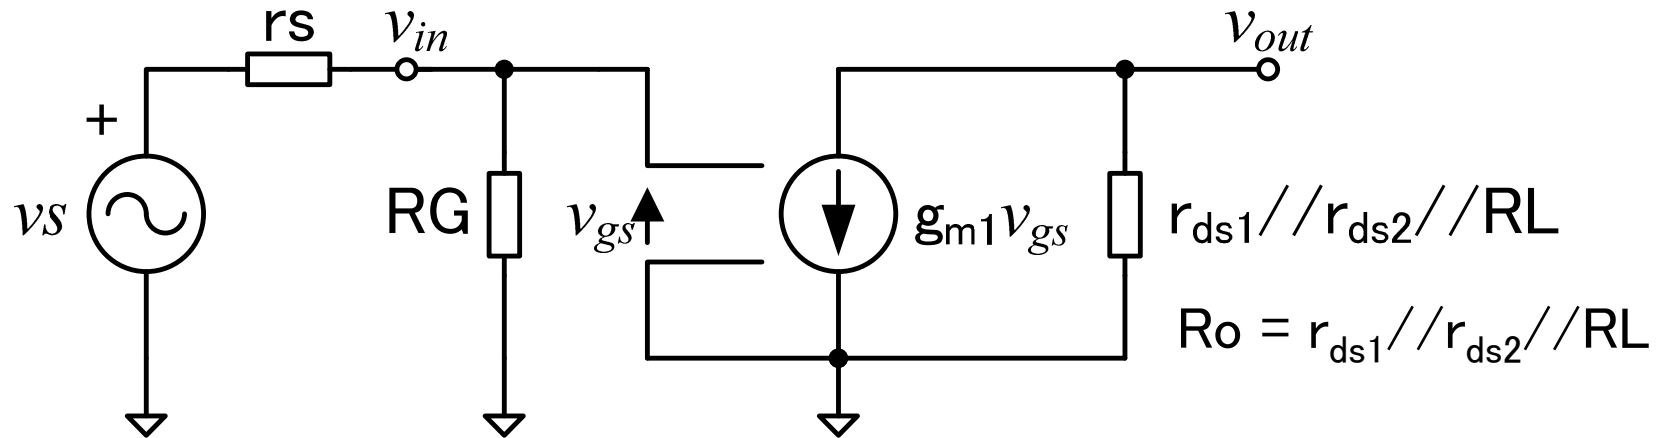 rs
vin
vout
+
vs
RG
vgs
gm1vgs
rds1//rds2//RL
Ro = rds1//rds2//RL